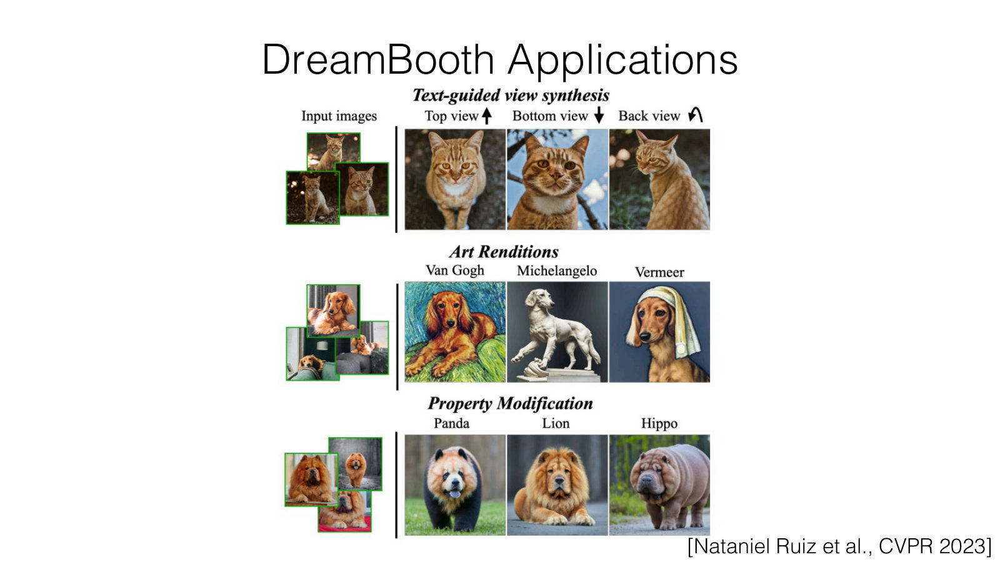 DreamBooth Applications
Text-guided view synthesis
Input images
Top view
Bottom view
Back view
Art Renditions
Van Gogh
Michelangelo
Vermeer
Property Modification
Panda
Lion
Hippo
[Nataniel Ruiz et al., CVPR 2023]